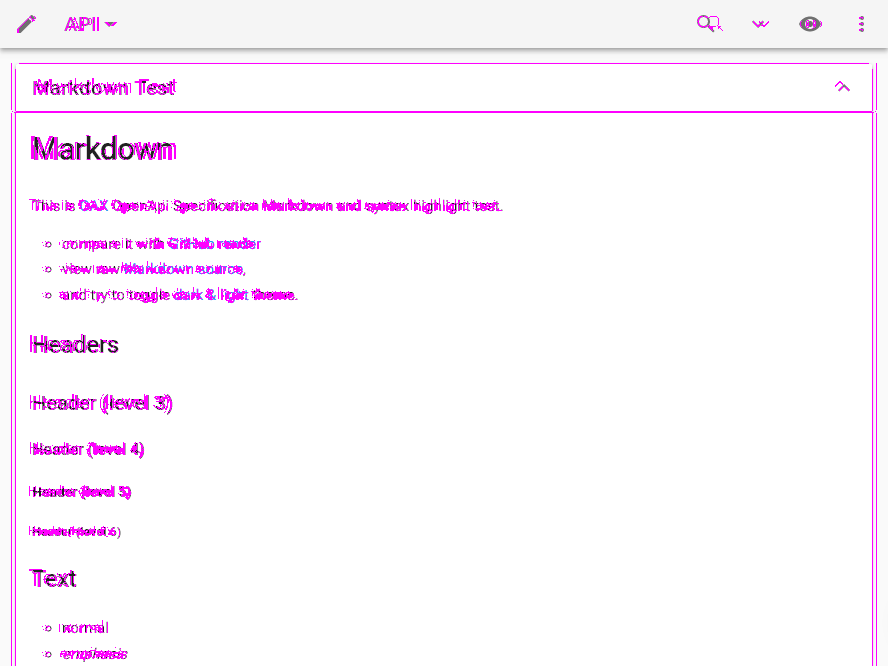 API
Markdown Test
Markdown
This is OAX OpenApi Specification Markdown and syntax highlight test.
compare it with GitHub render
view raw Markdown source,
and try to toggle dark & light theme.
Headers
Header (level 3)
Header (level 4)
Header (level 5)
Header (level 6)
Text
normal
emphasis